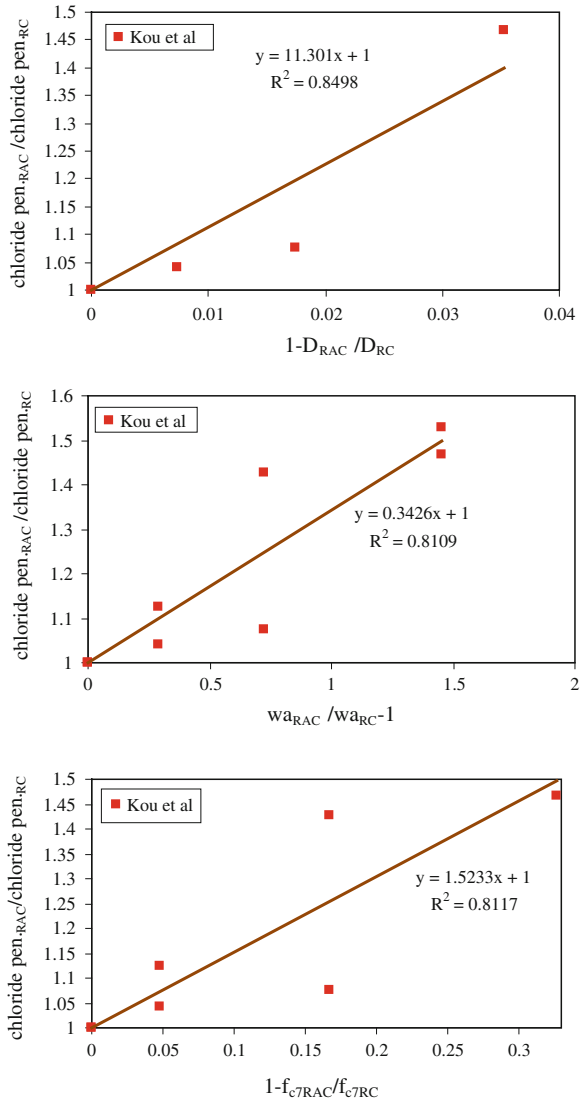 1.5
1.45
1.4
1.35
1.3
1.25
1.2
1.15
1.1
1.05
1
chloride pen.RAC /chloride pen.RC
Kou et al
y = 11.301x + 1
R² = 0.8498
0 0.01 0.02 0.03 0.04
1-DRAC /DRC
1.6
1.5
1.4
1.3
1.2
1.1
1
chloride pen.RAC /chloride pen.RC
Kou et al
y = 0.3426x + 1
R² = 0.8109
0 0.5 1 1.5 2
waRAC /waRC-1
1.5
1.45
1.4
1.35
1.3
1.25
1.2
1.15
1.1
1.05
1
chloride pen.RAC/chloride pen.RC
Kou et al
y = 1.5233x + 1
R² = 0.8117
0 0.05 0.1 0.15 0.2 0.25 0.3
1-fc7RAC/fc7RC